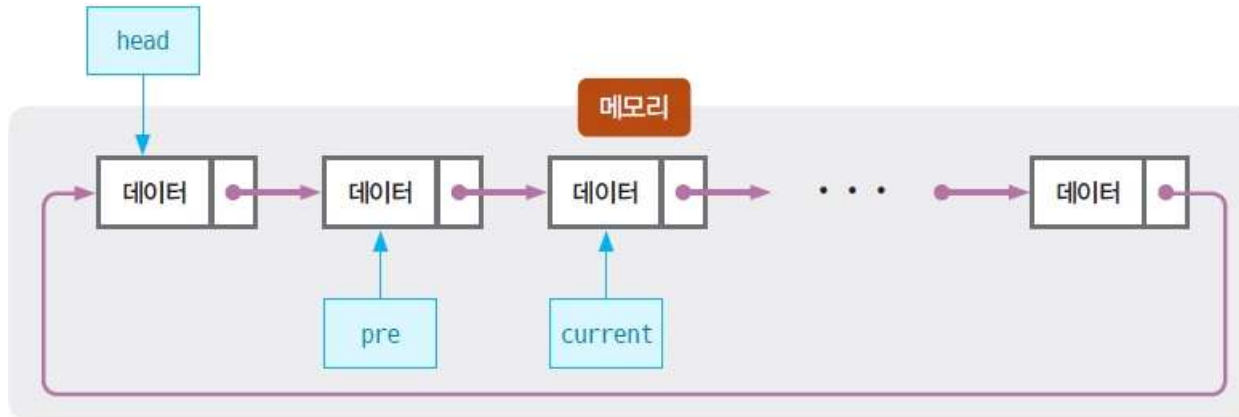 head
메모리
데이터 데이터 데이터 · · · 데이터
pre current